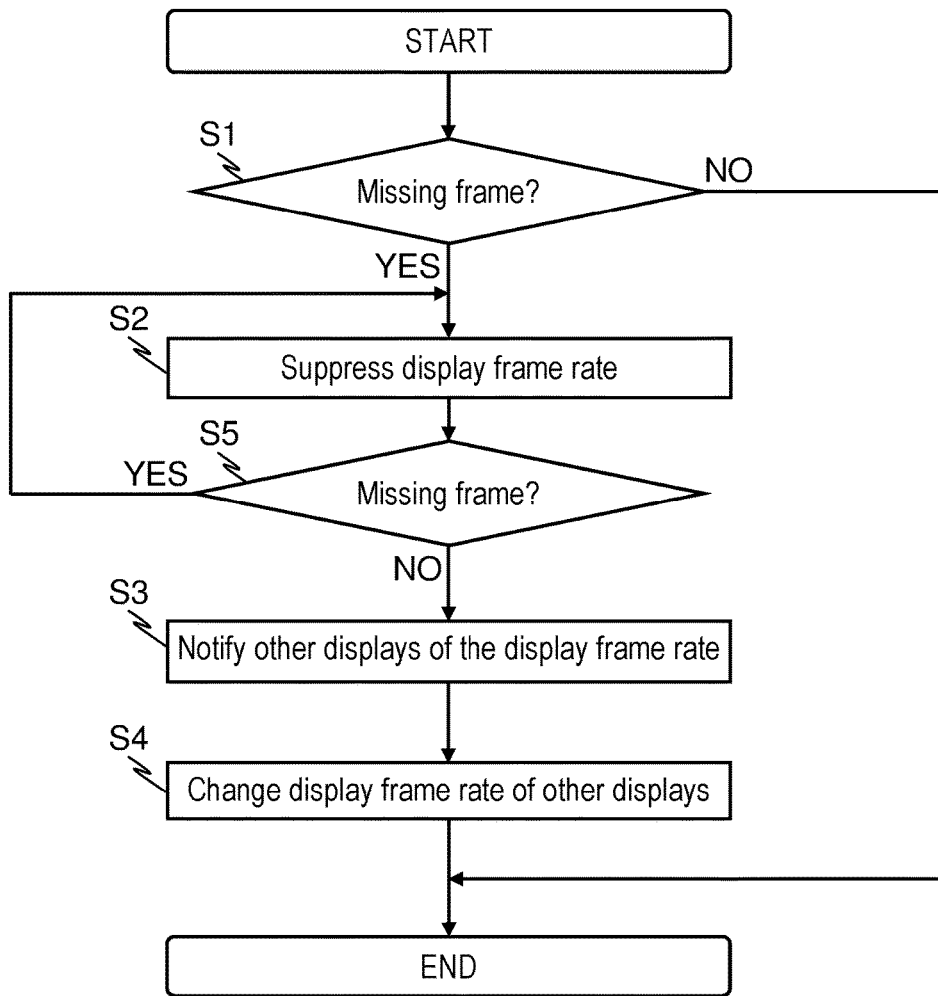 START
S1
Missing frame?
NO
YES
S2
Suppress display frame rate
S5
YES
Missing frame?
NO
S3
Notify other displays of the display frame rate
S4
Change display frame rate of other displays
END